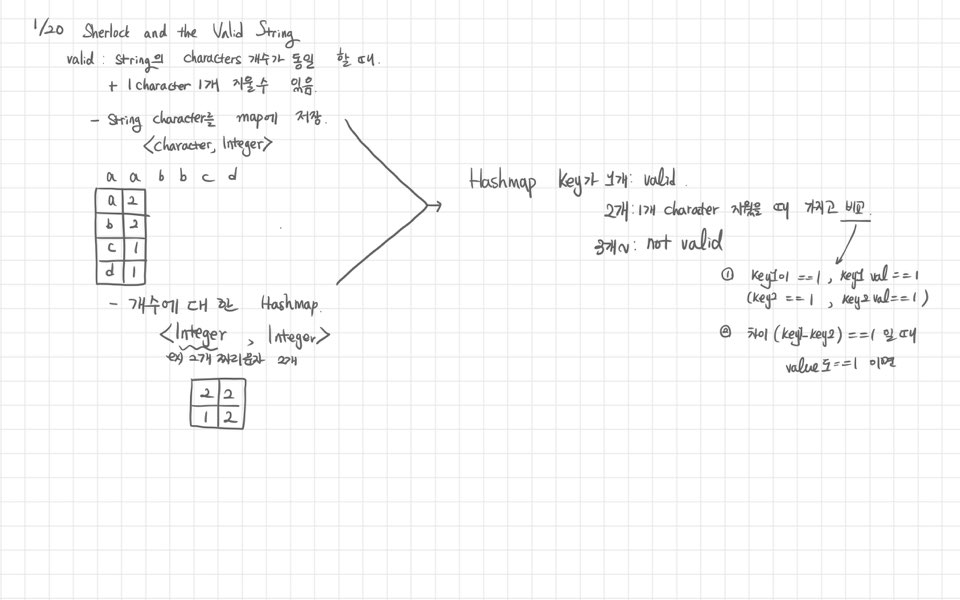 1/20 Sherlock and the Valid String
valid : String의 characters 개수가 동일 할 때.
+ 1 character 1개 지울 수 있음.
- String character를 map에 저장.
<character, Integer>
a a b b c d
a 2
b 2
c 1
d 1
- 개수에 대한 Hashmap.
<Integer, Integer>
ex) 2개 짜리 문자 2개
2 2
1 2
Hashmap Key가 1개: valid.
2개 : 1개 character 지웠을 때 가지고 비교.
3개~ : not valid
① key1이 ==1, key1 val ==1
(key2 ==1, key2 val==1)
② 차이 (key1-key2) ==1 일 때
value도 ==1 이면